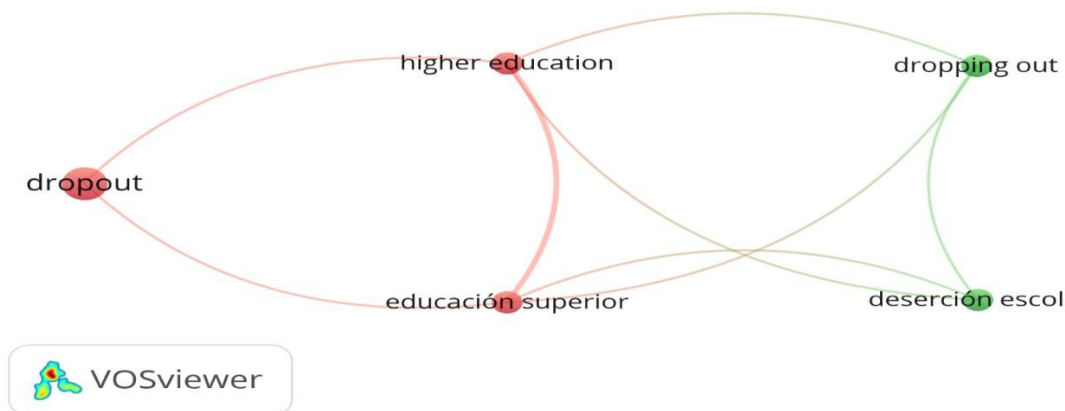 higher education
dropping out
dropout
educación superior
deserción escol
VOSviewer